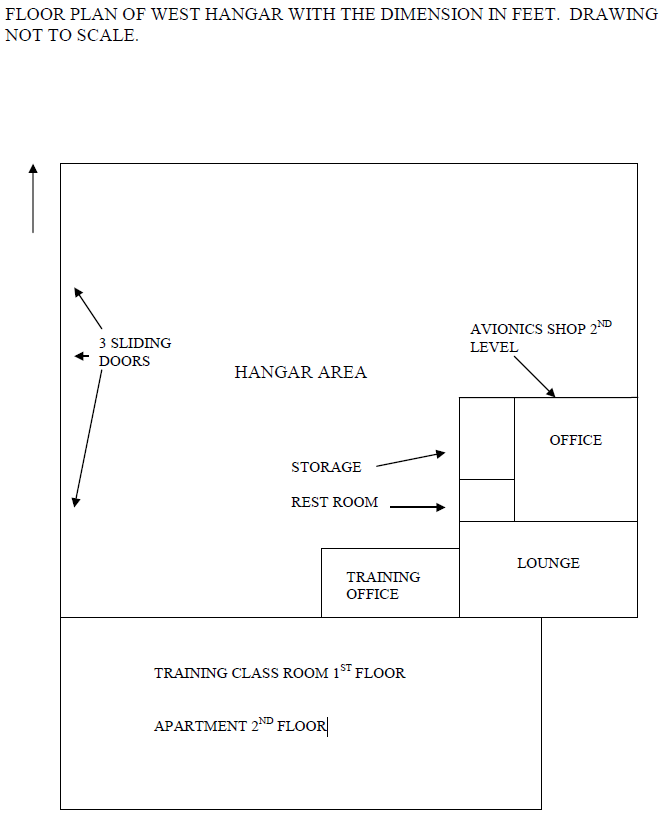 FLOOR PLAN OF WEST HANGAR WITH THE DIMENSION IN FEET.  DRAWING
NOT TO SCALE.
AVIONICS SHOP 2ND
LEVEL
3 SLIDING
DOORS
HANGAR AREA
OFFICE
STORAGE
REST ROOM
LOUNGE
TRAINING
OFFICE
TRAINING CLASS ROOM 1ST FLOOR
APARTMENT 2ND FLOOR